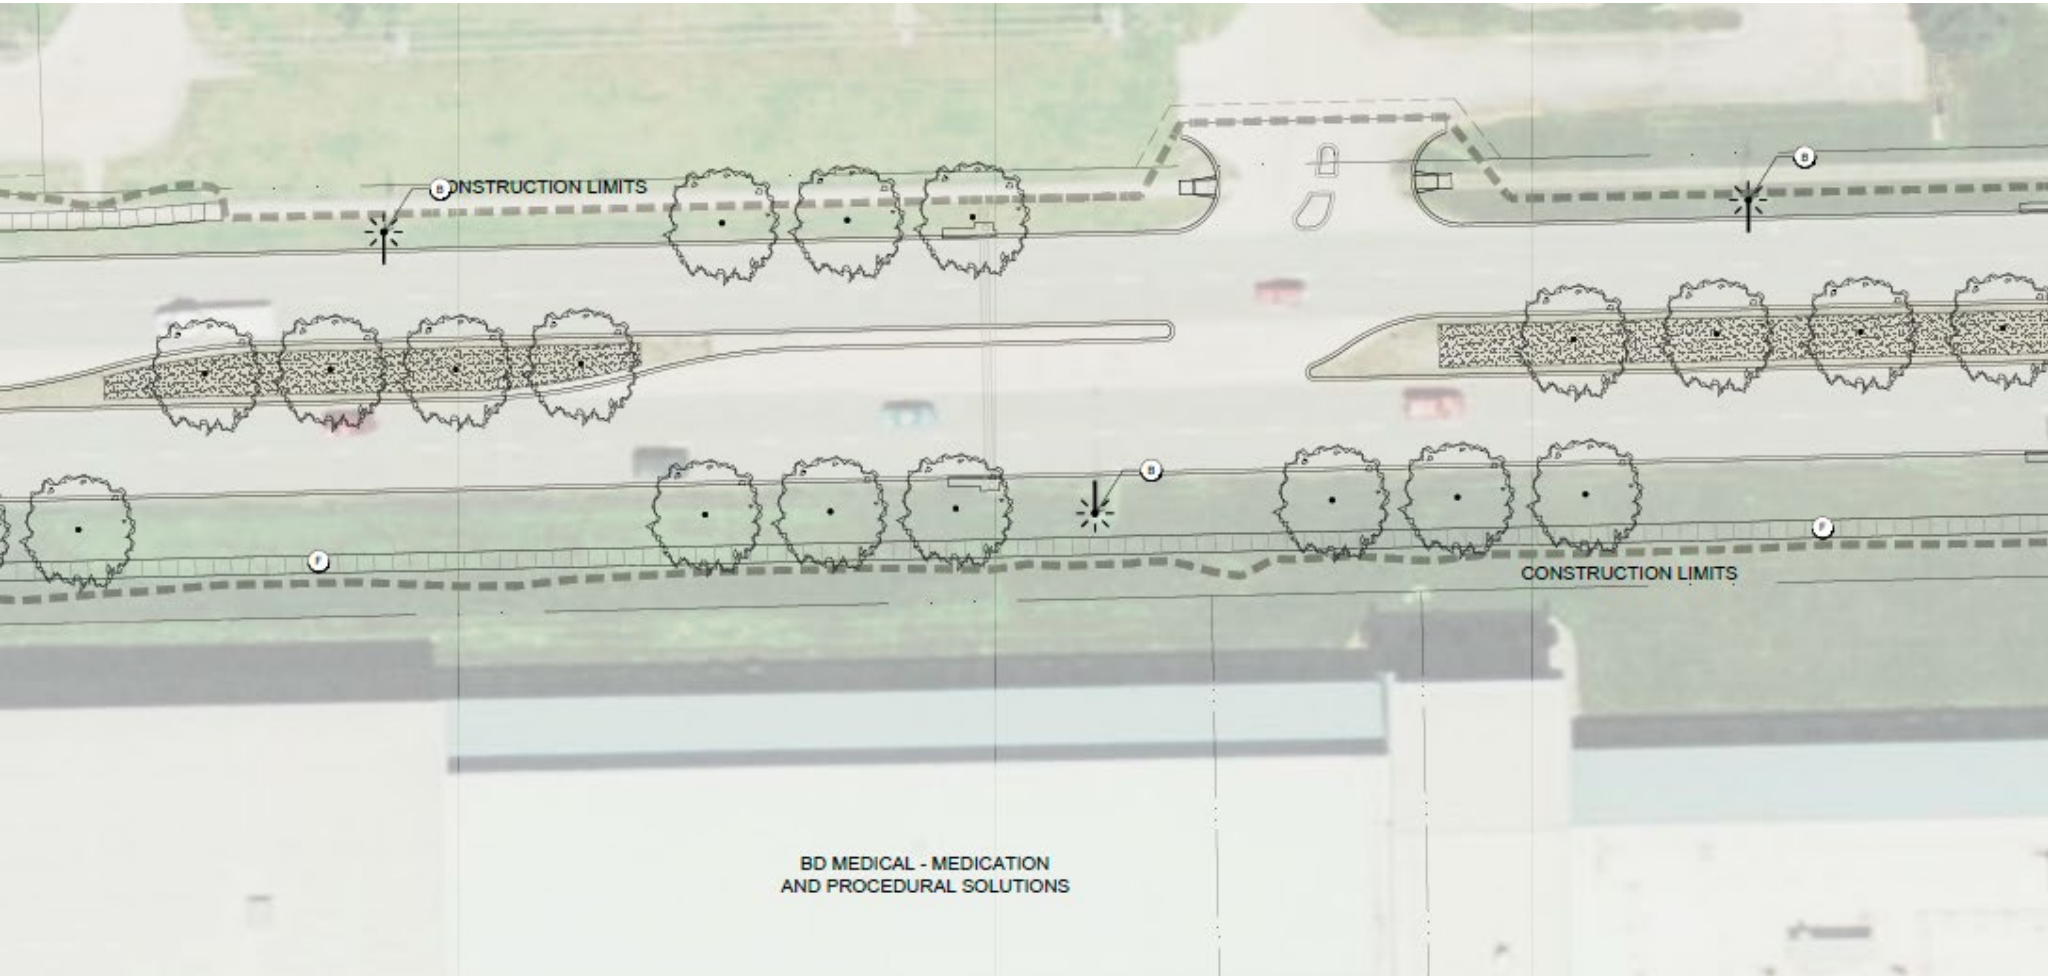 B
B
ONSTRUCTION LIMITS
B
F
F
CONSTRUCTION LIMITS
BD MEDICAL - MEDICATION
AND PROCEDURAL SOLUTIONS